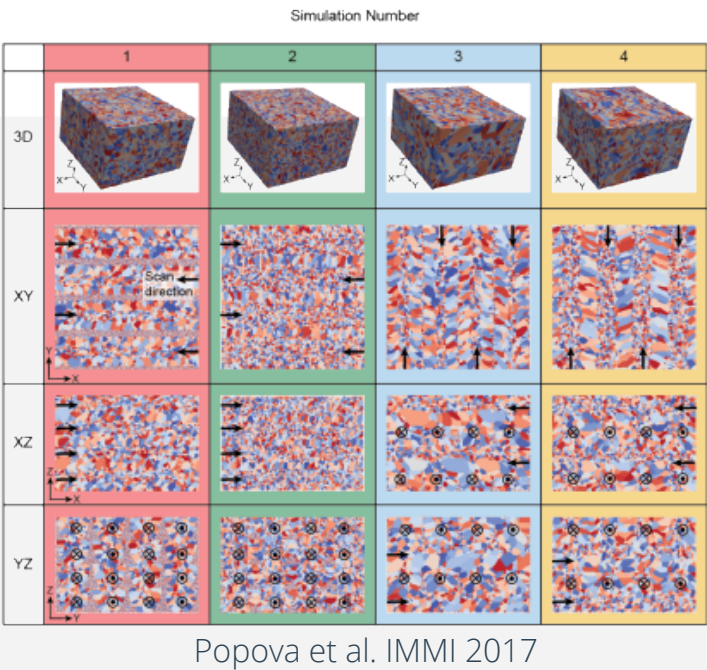 Simulation Number
1 2 3 4
3D
Z X Y Z X Y Z X Y Z X Y
XY
Scan
direction
Y
X
XZ
Z
X
YZ
Z
Y
Popova et al. IMMI 2017